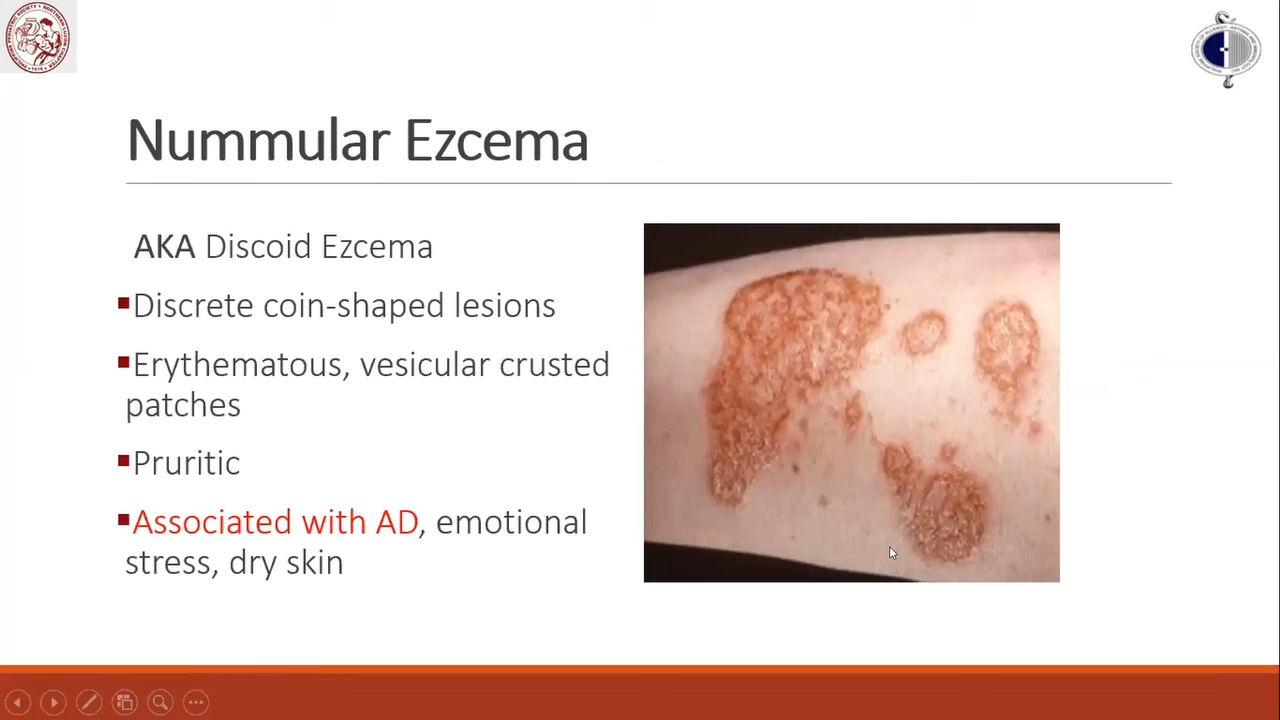 Nummular Ezcema
AKA Discoid Ezcema
Discrete coin-shaped lesions
Erythematous, vesicular crusted
patches
Pruritic
Associated with AD, emotional
stress, dry skin